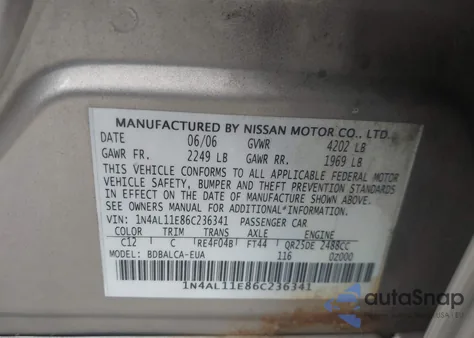 MANUFACTURED BY NISSAN MOTOR CO., LTD.
DATE 06/06 GVWR 4202 LB
GAWR FR. 2249 LB GAWR RR. 1969 LB
THIS VEHICLE CONFORMS TO ALL APPLICABLE FEDERAL MOTOR
VEHICLE SAFETY, BUMPER AND THEFT PREVENTION STANDARDS
IN EFFECT ON THE DATE OF MANUFACTURE SHOWN ABOVE.
SEE OWNERS MANUAL FOR ADDITIONAL INFORMATION.
VIN: 1N4AL11E86C236341 PASSENGER CAR
COLOR TRIM TRANS AXLE ENGINE
C12 C RE4F04B FT44 QR25DE 2488CC
MODEL: BDBALCA-EUA 116 0Z000
1N4AL11E86C236341
autoSnap